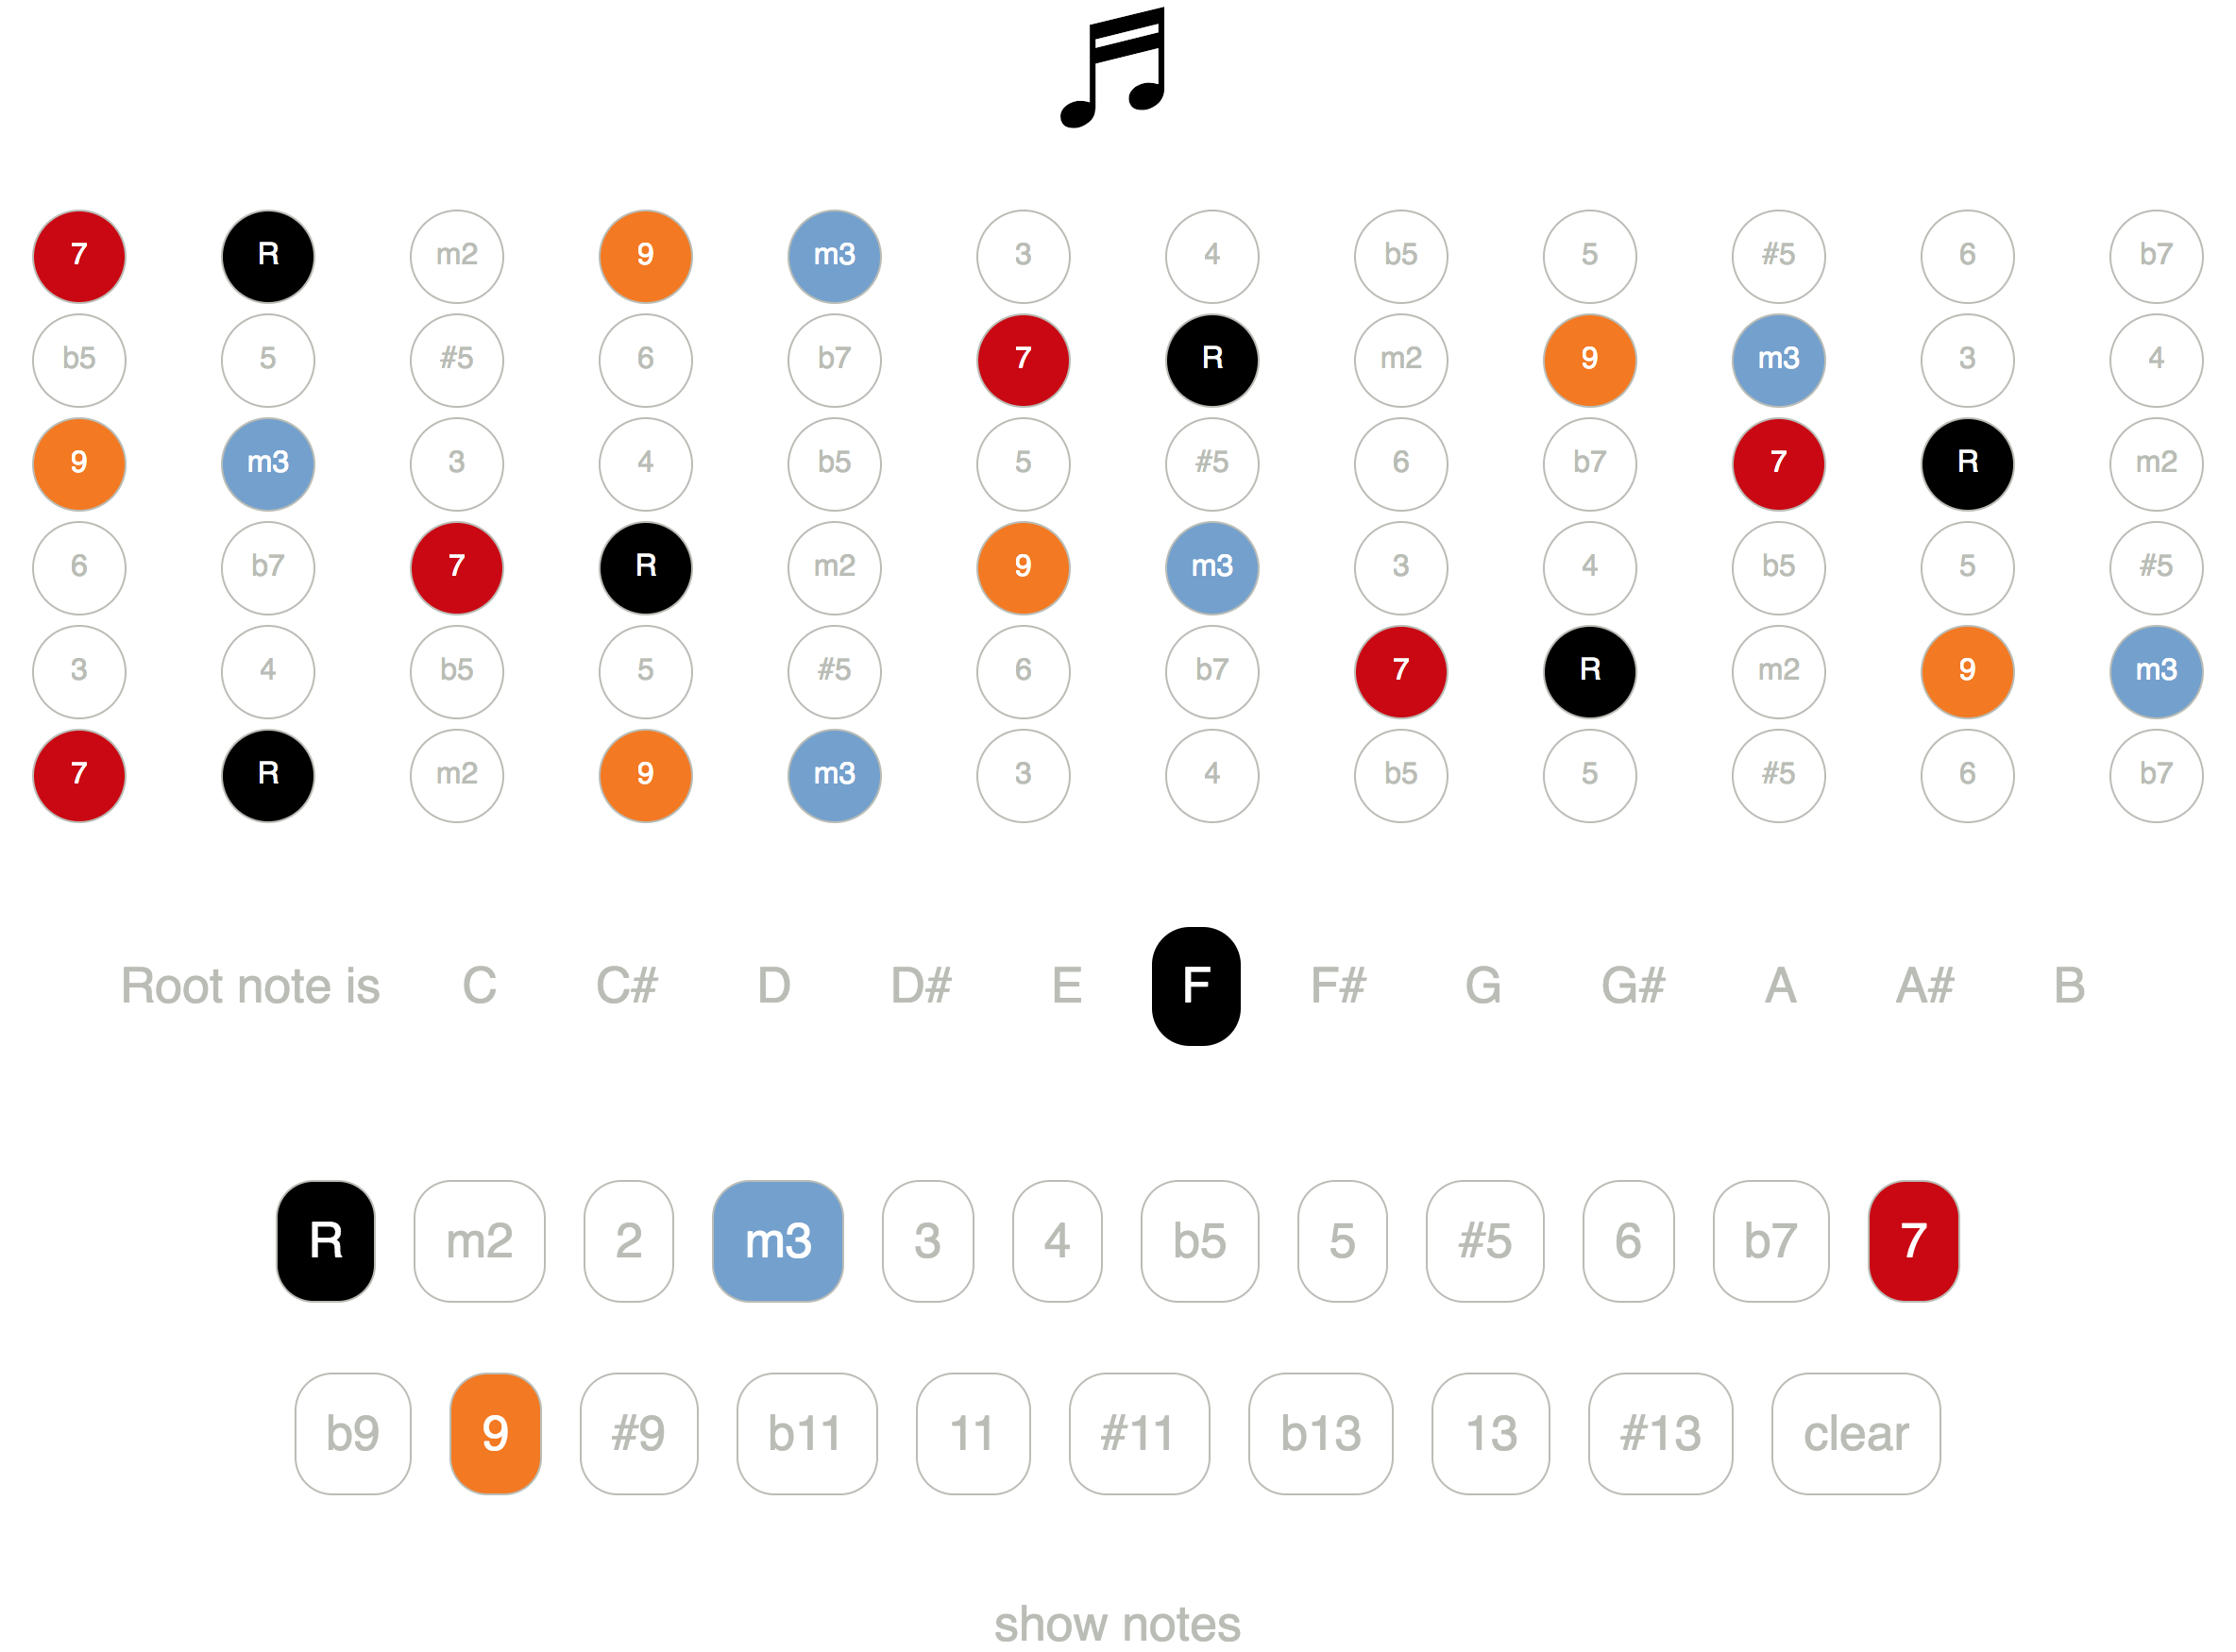 7 R m2 9 m3 3 4 b5 5 #5 6 b7
b5 5 #5 6 b7 7 R m2 9 m3 3 4
9 m3 3 4 b5 5 #5 6 b7 7 R m2
6 b7 7 R m2 9 m3 3 4 b5 5 #5
3 4 b5 5 #5 6 b7 7 R m2 9 m3
7 R m2 9 m3 3 4 b5 5 #5 6 b7
Root note is C C# D D# E F F# G G# A A# B
R m2 2 m3 3 4 b5 5 #5 6 b7 7
b9 9 #9 b11 11 #11 b13 13 #13 clear
show notes